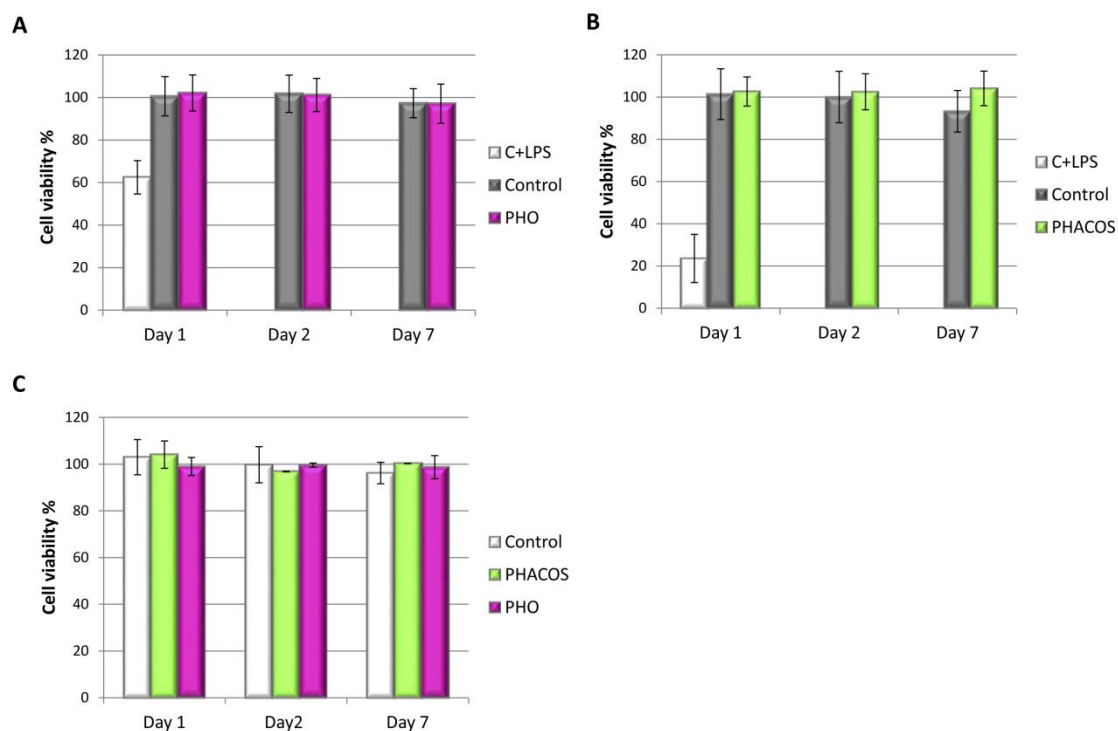 A
Cell viability %
120
100
80
60
40
20
0
Day 1 Day 2 Day 7
C+LPS
Control
PHO
B
Cell viability %
120
100
80
60
40
20
0
Day 1 Day 2 Day 7
C+LPS
Control
PHACOS
C
Cell viability %
120
100
80
60
40
20
0
Day 1 Day2 Day 7
Control
PHACOS
PHO